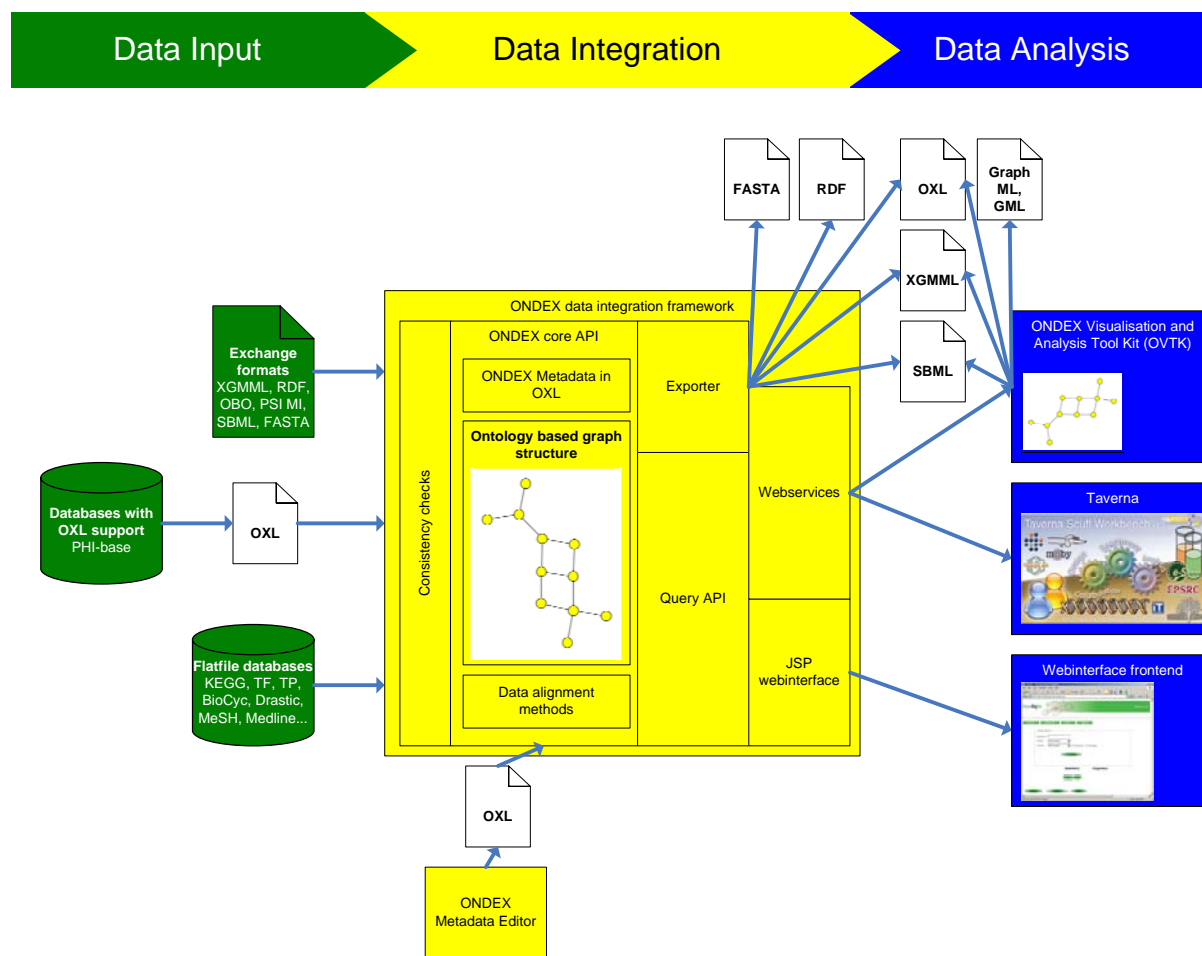 Data Input
Data Integration
Data Analysis
FASTA
RDF
OXL
Graph
ML,
GML
XGMML
SBML
Exchange
formats
XGMML, RDF,
OBO, PSI MI,
SBML, FASTA
Databases with
OXL support
PHI-base
OXL
Flatfile databases
KEGG, TF, TP,
BioCyc, Drastic,
MeSH, Medline...
ONDEX data integration framework
Consistency checks
ONDEX core API
ONDEX Metadata in
OXL
Ontology based graph
structure
Data alignment
methods
Exporter
Query API
Webservices
JSP
webinterface
OXL
ONDEX
Metadata Editor
ONDEX Visualisation and
Analysis Tool Kit (OVTK)
Taverna
Taverna Scufl Workbench
EPSRC
Webinterface frontend